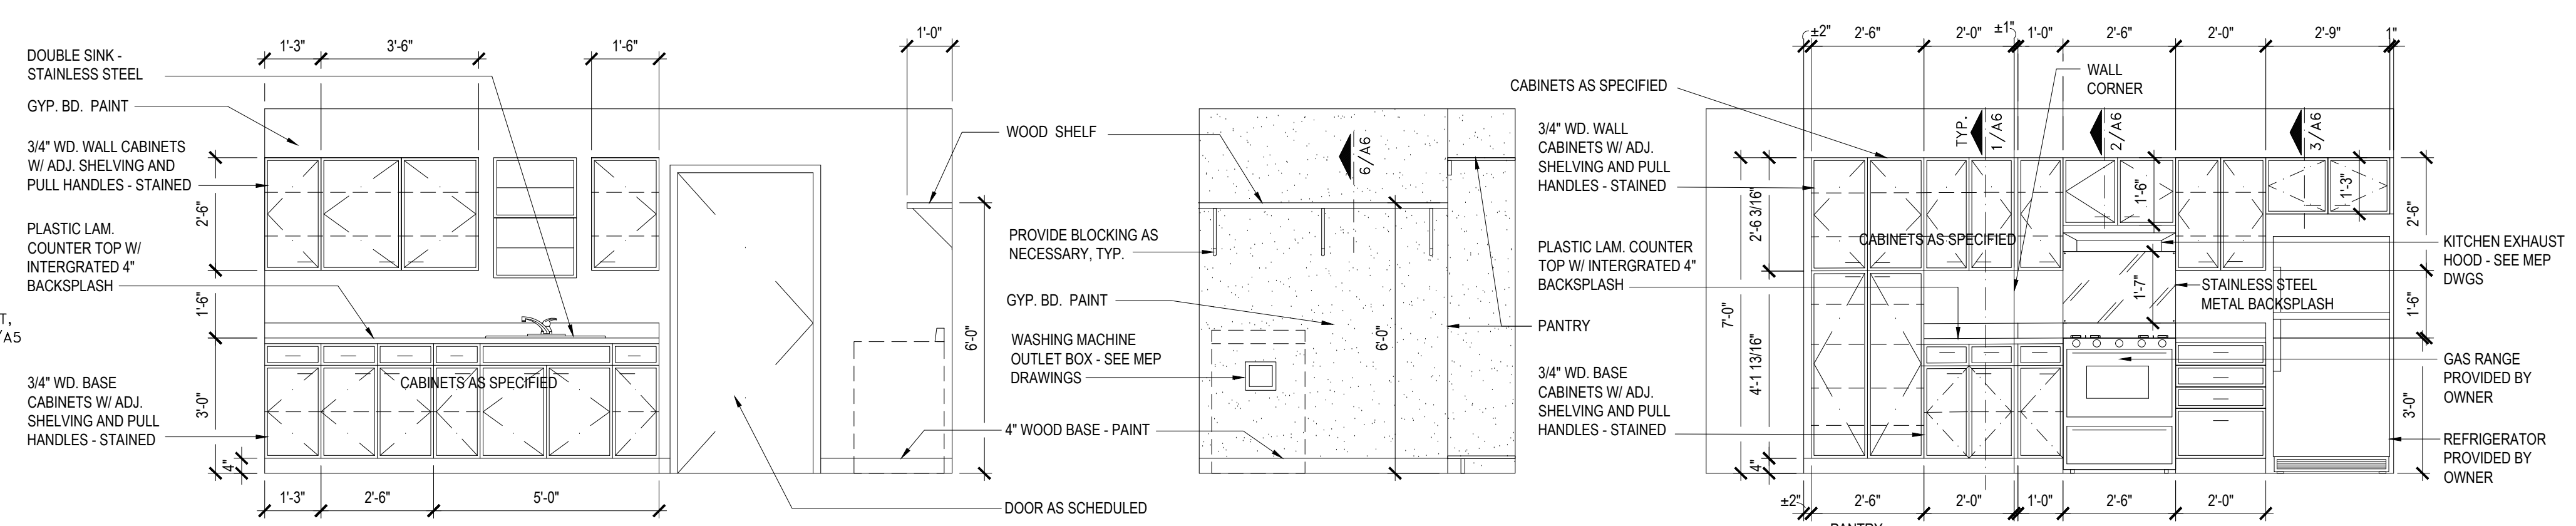 1'-3"
3'-6"
1'-6"
1'-0"
DOUBLE SINK -
STAINLESS STEEL
GYP. BD.  PAINT
3/4" WD. WALL CABINETS
W/ ADJ. SHELVING AND
PULL HANDLES - STAINED
2'-6"
PLASTIC LAM.
COUNTER TOP W/
INTERGRATED 4"
BACKSPLASH
1'-6"
T,
/A5
3/4" WD. BASE
CABINETS W/ ADJ.
SHELVING AND PULL
HANDLES - STAINED
3'-0"
4"
CABINETS AS SPECIFIED
1'-3"
2'-6"
5'-0"
6'-0"
WOOD  SHELF
PROVIDE BLOCKING AS
NECESSARY, TYP.
GYP. BD.  PAINT
WASHING MACHINE
OUTLET BOX - SEE MEP
DRAWINGS
4" WOOD BASE - PAINT
DOOR AS SCHEDULED
6/A6
6'-0"
PANTRY
±2"
2'-6"
2'-0"
±1"
1'-0"
2'-6"
2'-0"
2'-9"
1"
CABINETS AS SPECIFIED
WALL
CORNER
3/4" WD. WALL
CABINETS W/ ADJ.
SHELVING AND PULL
HANDLES - STAINED
TYP.
1/A6
2/A6
3/A6
2'-6 3/16"
1'-6"
1'-3"
2'-6"
CABINETS AS SPECIFIED
PLASTIC LAM. COUNTER
TOP W/ INTERGRATED 4"
BACKSPLASH
KITCHEN EXHAUST
HOOD - SEE MEP
DWGS
1'-7"
STAINLESS STEEL
METAL BACKSPLASH
1'-6"
7'-0"
4'-1 13/16"
4"
3/4" WD. BASE
CABINETS W/ ADJ.
SHELVING AND PULL
HANDLES - STAINED
GAS RANGE
PROVIDED BY
OWNER
3'-0"
REFRIGERATOR
PROVIDED BY
OWNER
±2"
2'-6"
2'-0"
1'-0"
2'-6"
2'-0"
PANTRY